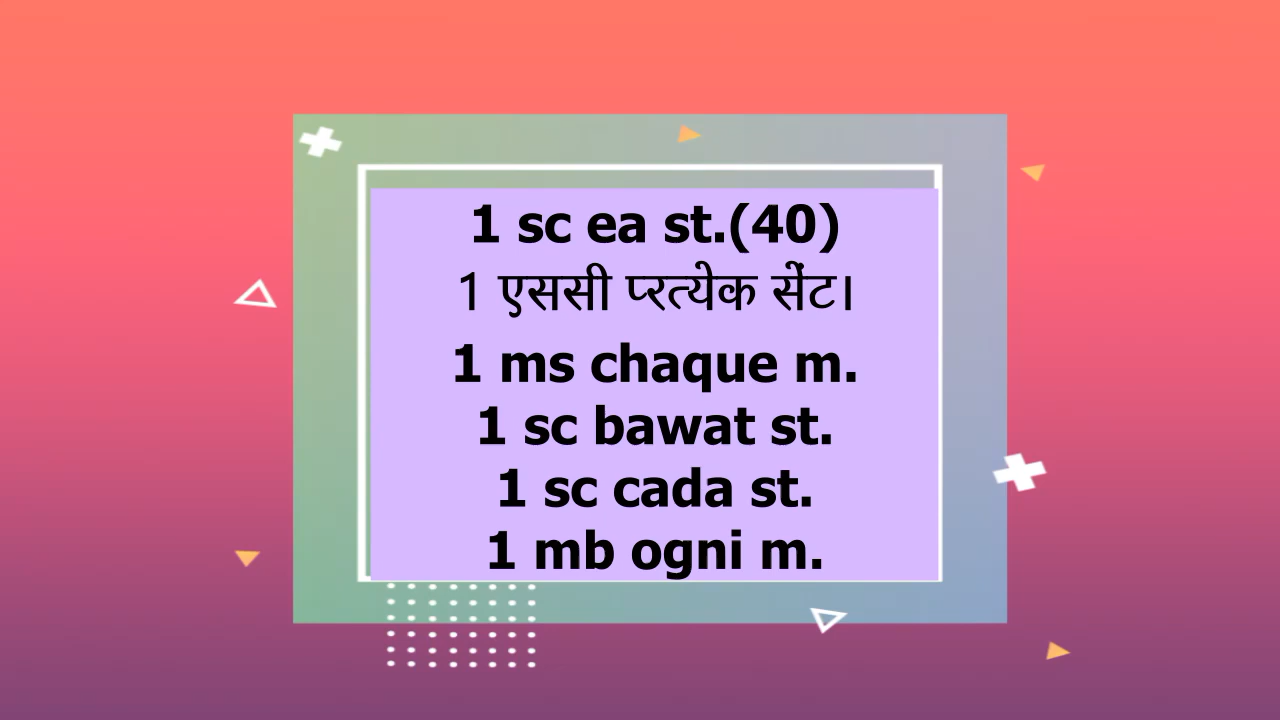 1 sc ea st.(40)
1 एससी प्रत्येक सेंट।
1 ms chaque m.
1 sc bawat st.
1 sc cada st.
1 mb ogni m.